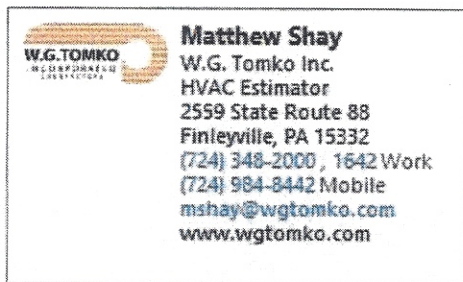 W.G.TOMKO
INCORPORATED
Matthew Shay
W.G. Tomko Inc.
HVAC Estimator
2559 State Route 88
Finleyville, PA 15332
(724) 348-2000 , 1642 Work
(724) 984-8442 Mobile
mshay@wgtomko.com
www.wgtomko.com